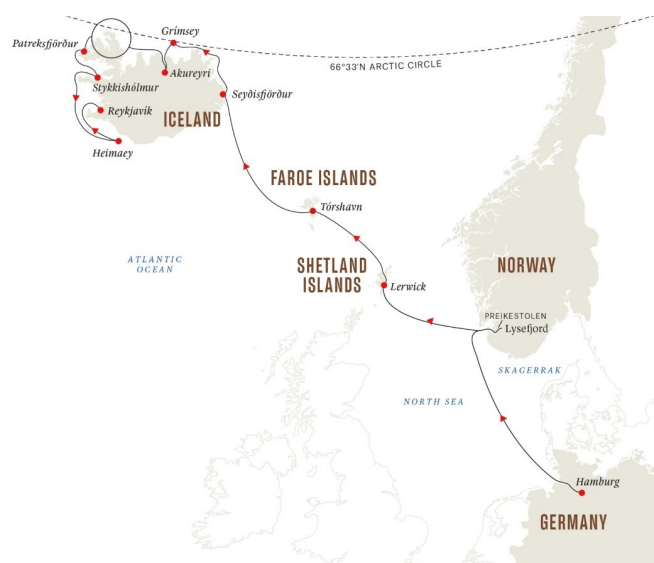 Grímsey
Patreksfjörður
66°33'N ARCTIC CIRCLE
Akureyri
Stykkishólmur
Seyðisfjörður
Reykjavík
ICELAND
Heimaey
FAROE ISLANDS
Tórshavn
ATLANTIC
OCEAN
SHETLAND
ISLANDS
NORWAY
Lerwick
PREIKESTOLEN
Lysefjord
SKAGERRAK
NORTH SEA
Hamburg
GERMANY